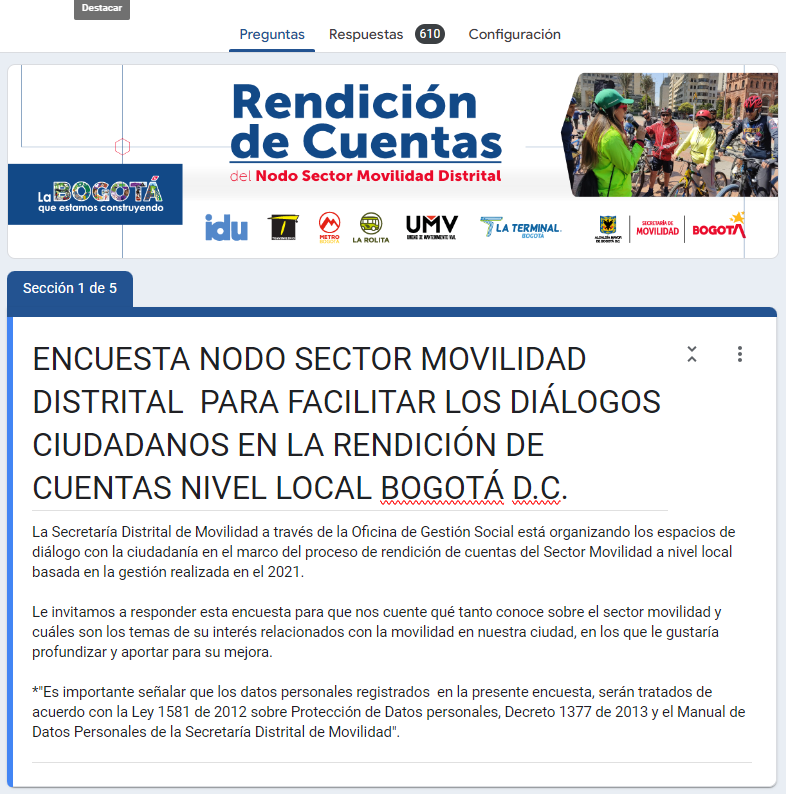 Destacar
Preguntas Respuestas 610 Configuración
Rendición
de Cuentas
del Nodo Sector Movilidad Distrital
La BOGOTÁ
que estamos construyendo
idu
METRO
LA ROLITA
UMV
UNIDAD DE MANTENIMIENTO VIAL
LA TERMINAL
BOGOTÁ
ALCALDÍA MAYOR
DE BOGOTÁ D.C.
SECRETARÍA DE
MOVILIDAD
BOGOTÁ
Sección 1 de 5
ENCUESTA NODO SECTOR MOVILIDAD
DISTRITAL  PARA FACILITAR LOS DIÁLOGOS
CIUDADANOS EN LA RENDICIÓN DE
CUENTAS NIVEL LOCAL BOGOTÁ D.C.
La Secretaría Distrital de Movilidad a través de la Oficina de Gestión Social está organizando los espacios de
diálogo con la ciudadanía en el marco del proceso de rendición de cuentas del Sector Movilidad a nivel local
basada en la gestión realizada en el 2021.
Le invitamos a responder esta encuesta para que nos cuente qué tanto conoce sobre el sector movilidad y
cuáles son los temas de su interés relacionados con la movilidad en nuestra ciudad, en los que le gustaría
profundizar y aportar para su mejora.
*"Es importante señalar que los datos personales registrados  en la presente encuesta, serán tratados de
acuerdo con la Ley 1581 de 2012 sobre Protección de Datos personales, Decreto 1377 de 2013 y el Manual de
Datos Personales de la Secretaría Distrital de Movilidad".